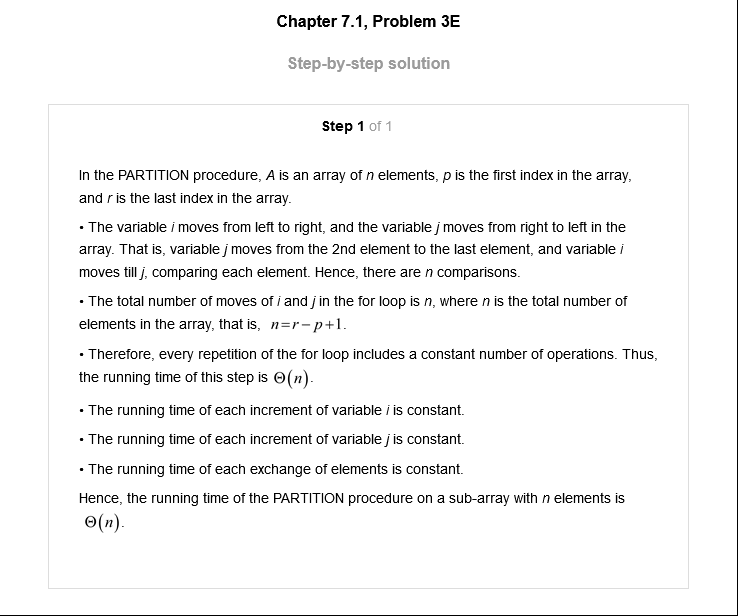 Chapter 7.1, Problem 3E
Step-by-step solution
Step 1 of 1
In the PARTITION procedure, A is an array of n elements, p is the first index in the array,
and r is the last index in the array.
• The variable i moves from left to right, and the variable j moves from right to left in the
array. That is, variable j moves from the 2nd element to the last element, and variable i
moves till j, comparing each element. Hence, there are n comparisons.
• The total number of moves of i and j in the for loop is n, where n is the total number of
elements in the array, that is, n=r−p+1.
• Therefore, every repetition of the for loop includes a constant number of operations. Thus,
the running time of this step is Θ(n).
• The running time of each increment of variable i is constant.
• The running time of each increment of variable j is constant.
• The running time of each exchange of elements is constant.
Hence, the running time of the PARTITION procedure on a sub-array with n elements is
Θ(n).